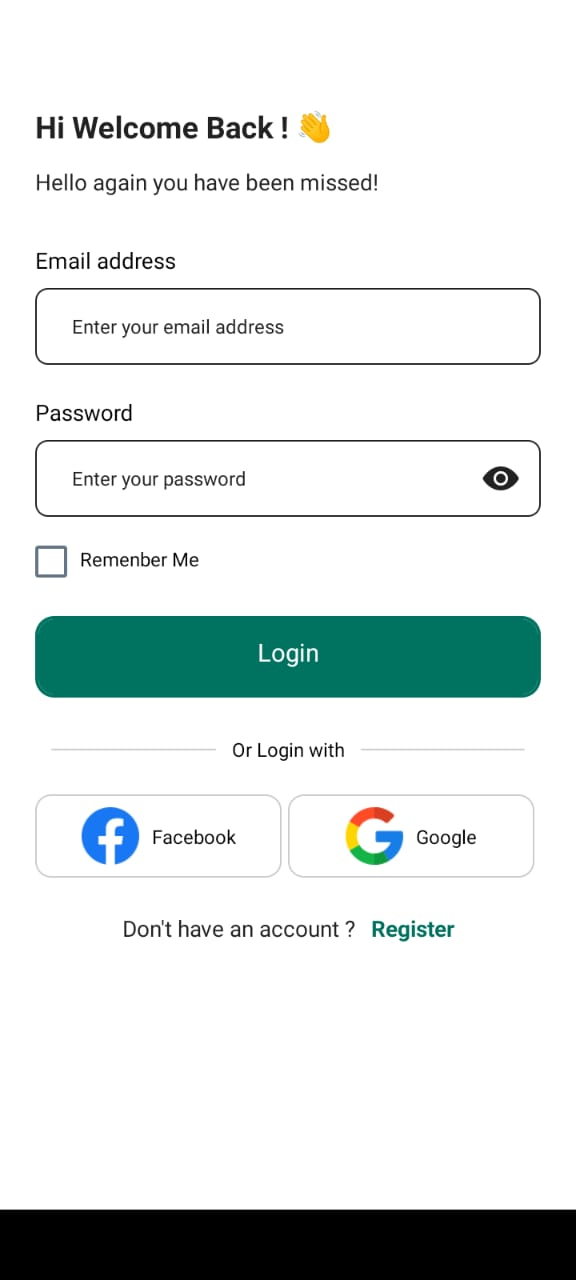 Hi Welcome Back ! 👋
Hello again you have been missed!
Email address
Enter your email address
Password
Enter your password
Remenber Me
Login
Or Login with
Facebook
Google
Don't have an account ? Register